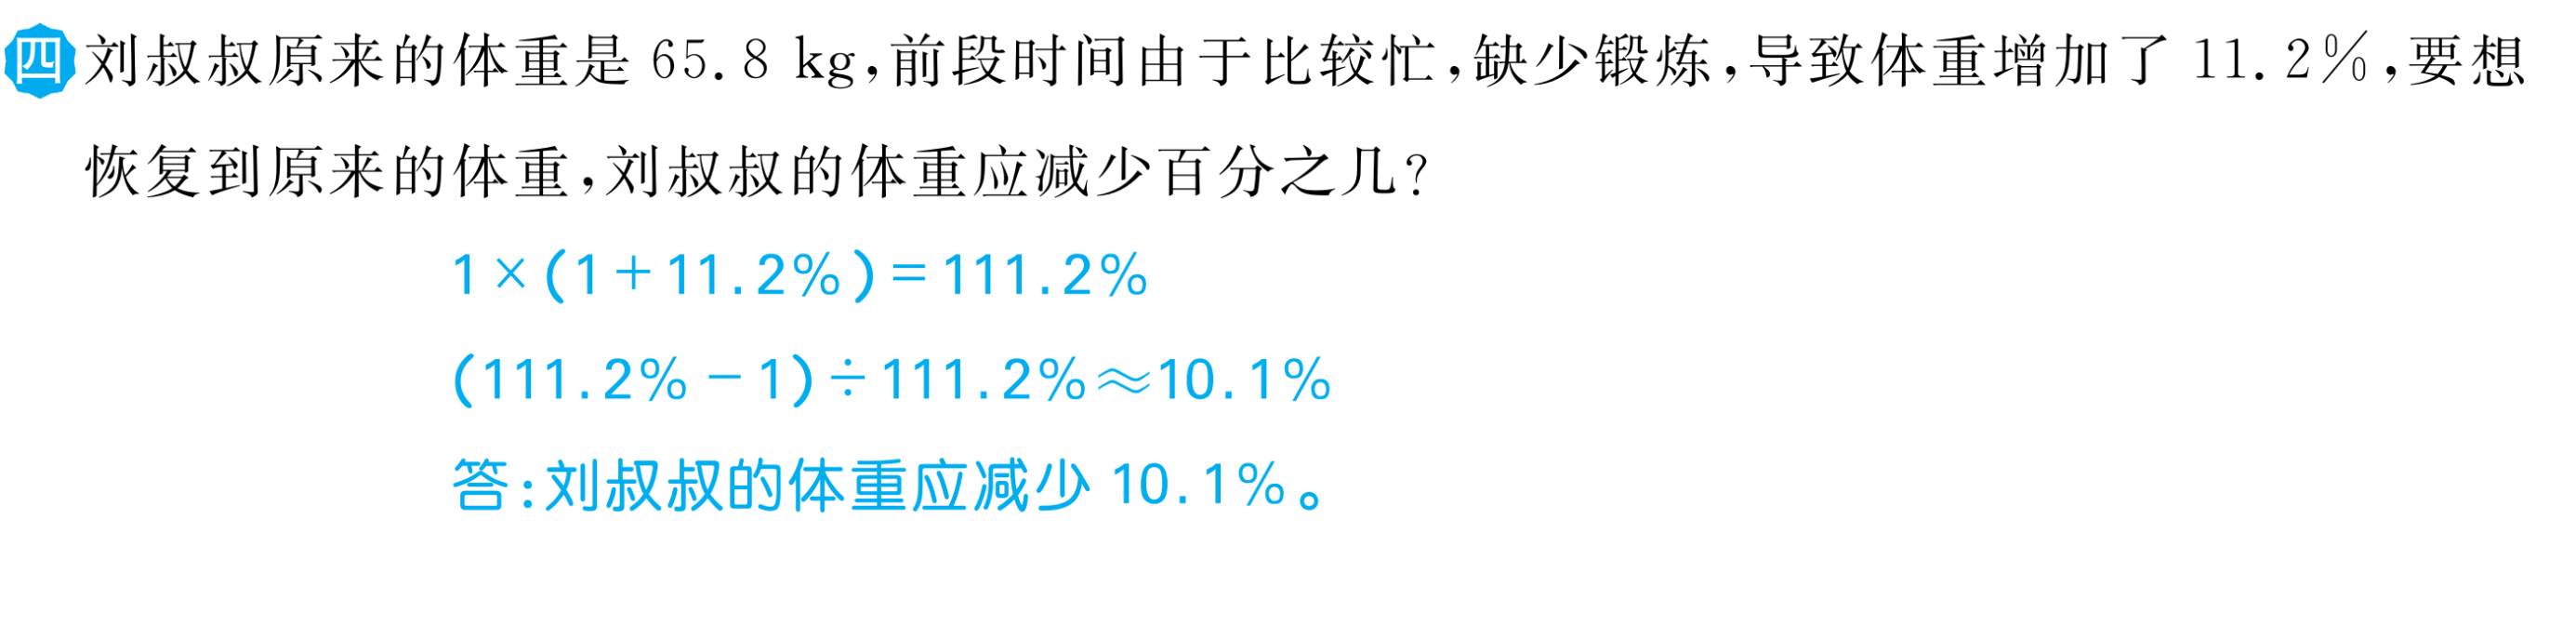 四 刘叔叔原来的体重是 65.8 kg,前段时间由于比较忙,缺少锻炼,导致体重增加了 11.2%,要想
恢复到原来的体重,刘叔叔的体重应减少百分之几?
1×(1+11.2%)=111.2%
(111.2%-1)÷111.2%≈10.1%
答:刘叔叔的体重应减少 10.1%。